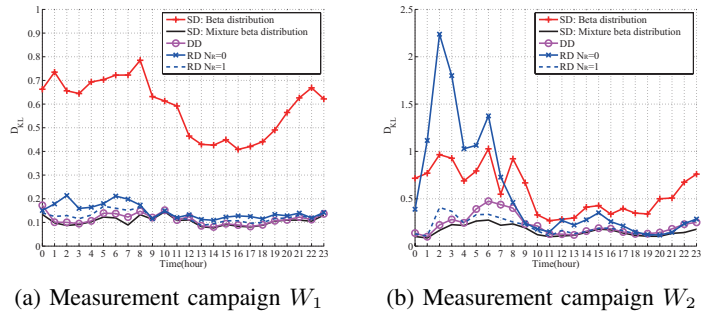 1
0.9
0.8
0.7
0.6
0.5
0.4
0.3
0.2
0.1
0
D_KL
SD: Beta distribution
SD: Mixture beta distribution
DD
RD N_R=0
RD N_R=1
0 1 2 3 4 5 6 7 8 9 10 11 12 13 14 15 16 17 18 19 20 21 22 23
Time(hour)
(a) Measurement campaign W_1
2.5
2
1.5
1
0.5
0
D_KL
SD: Beta distribution
SD: Mixture beta distribution
DD
RD N_R=0
RD N_R=1
0 1 2 3 4 5 6 7 8 9 10 11 12 13 14 15 16 17 18 19 20 21 22 23
Time(hour)
(b) Measurement campaign W_2